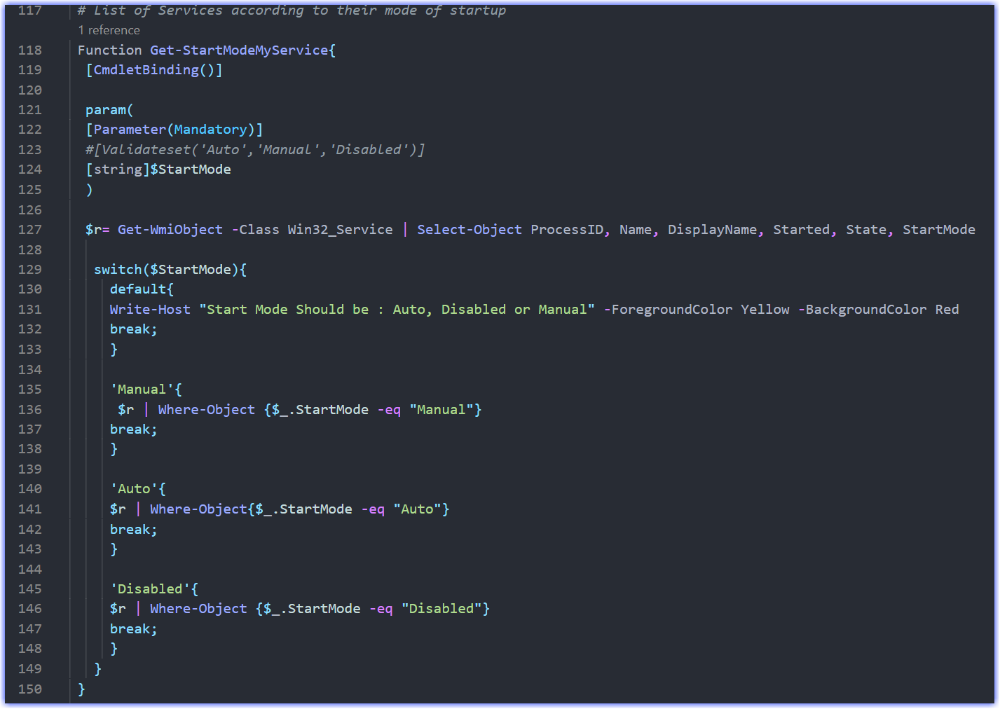 117 # List of Services according to their mode of startup
1 reference
118 Function Get-StartModeMyService{
119 [CmdletBinding()]
120
121 param(
122 [Parameter(Mandatory)]
123 #[Validateset('Auto','Manual','Disabled')]
124 [string]$StartMode
125 )
126
127 $r= Get-WmiObject -Class Win32_Service | Select-Object ProcessID, Name, DisplayName, Started, State, StartMode
128
129 switch($StartMode){
130 default{
131 Write-Host "Start Mode Should be : Auto, Disabled or Manual" -ForegroundColor Yellow -BackgroundColor Red
132 break;
133 }
134
135 'Manual'{
136 $r | Where-Object {$_.StartMode -eq "Manual"}
137 break;
138 }
139
140 'Auto'{
141 $r | Where-Object{$_.StartMode -eq "Auto"}
142 break;
143 }
144
145 'Disabled'{
146 $r | Where-Object {$_.StartMode -eq "Disabled"}
147 break;
148 }
149 }
150 }